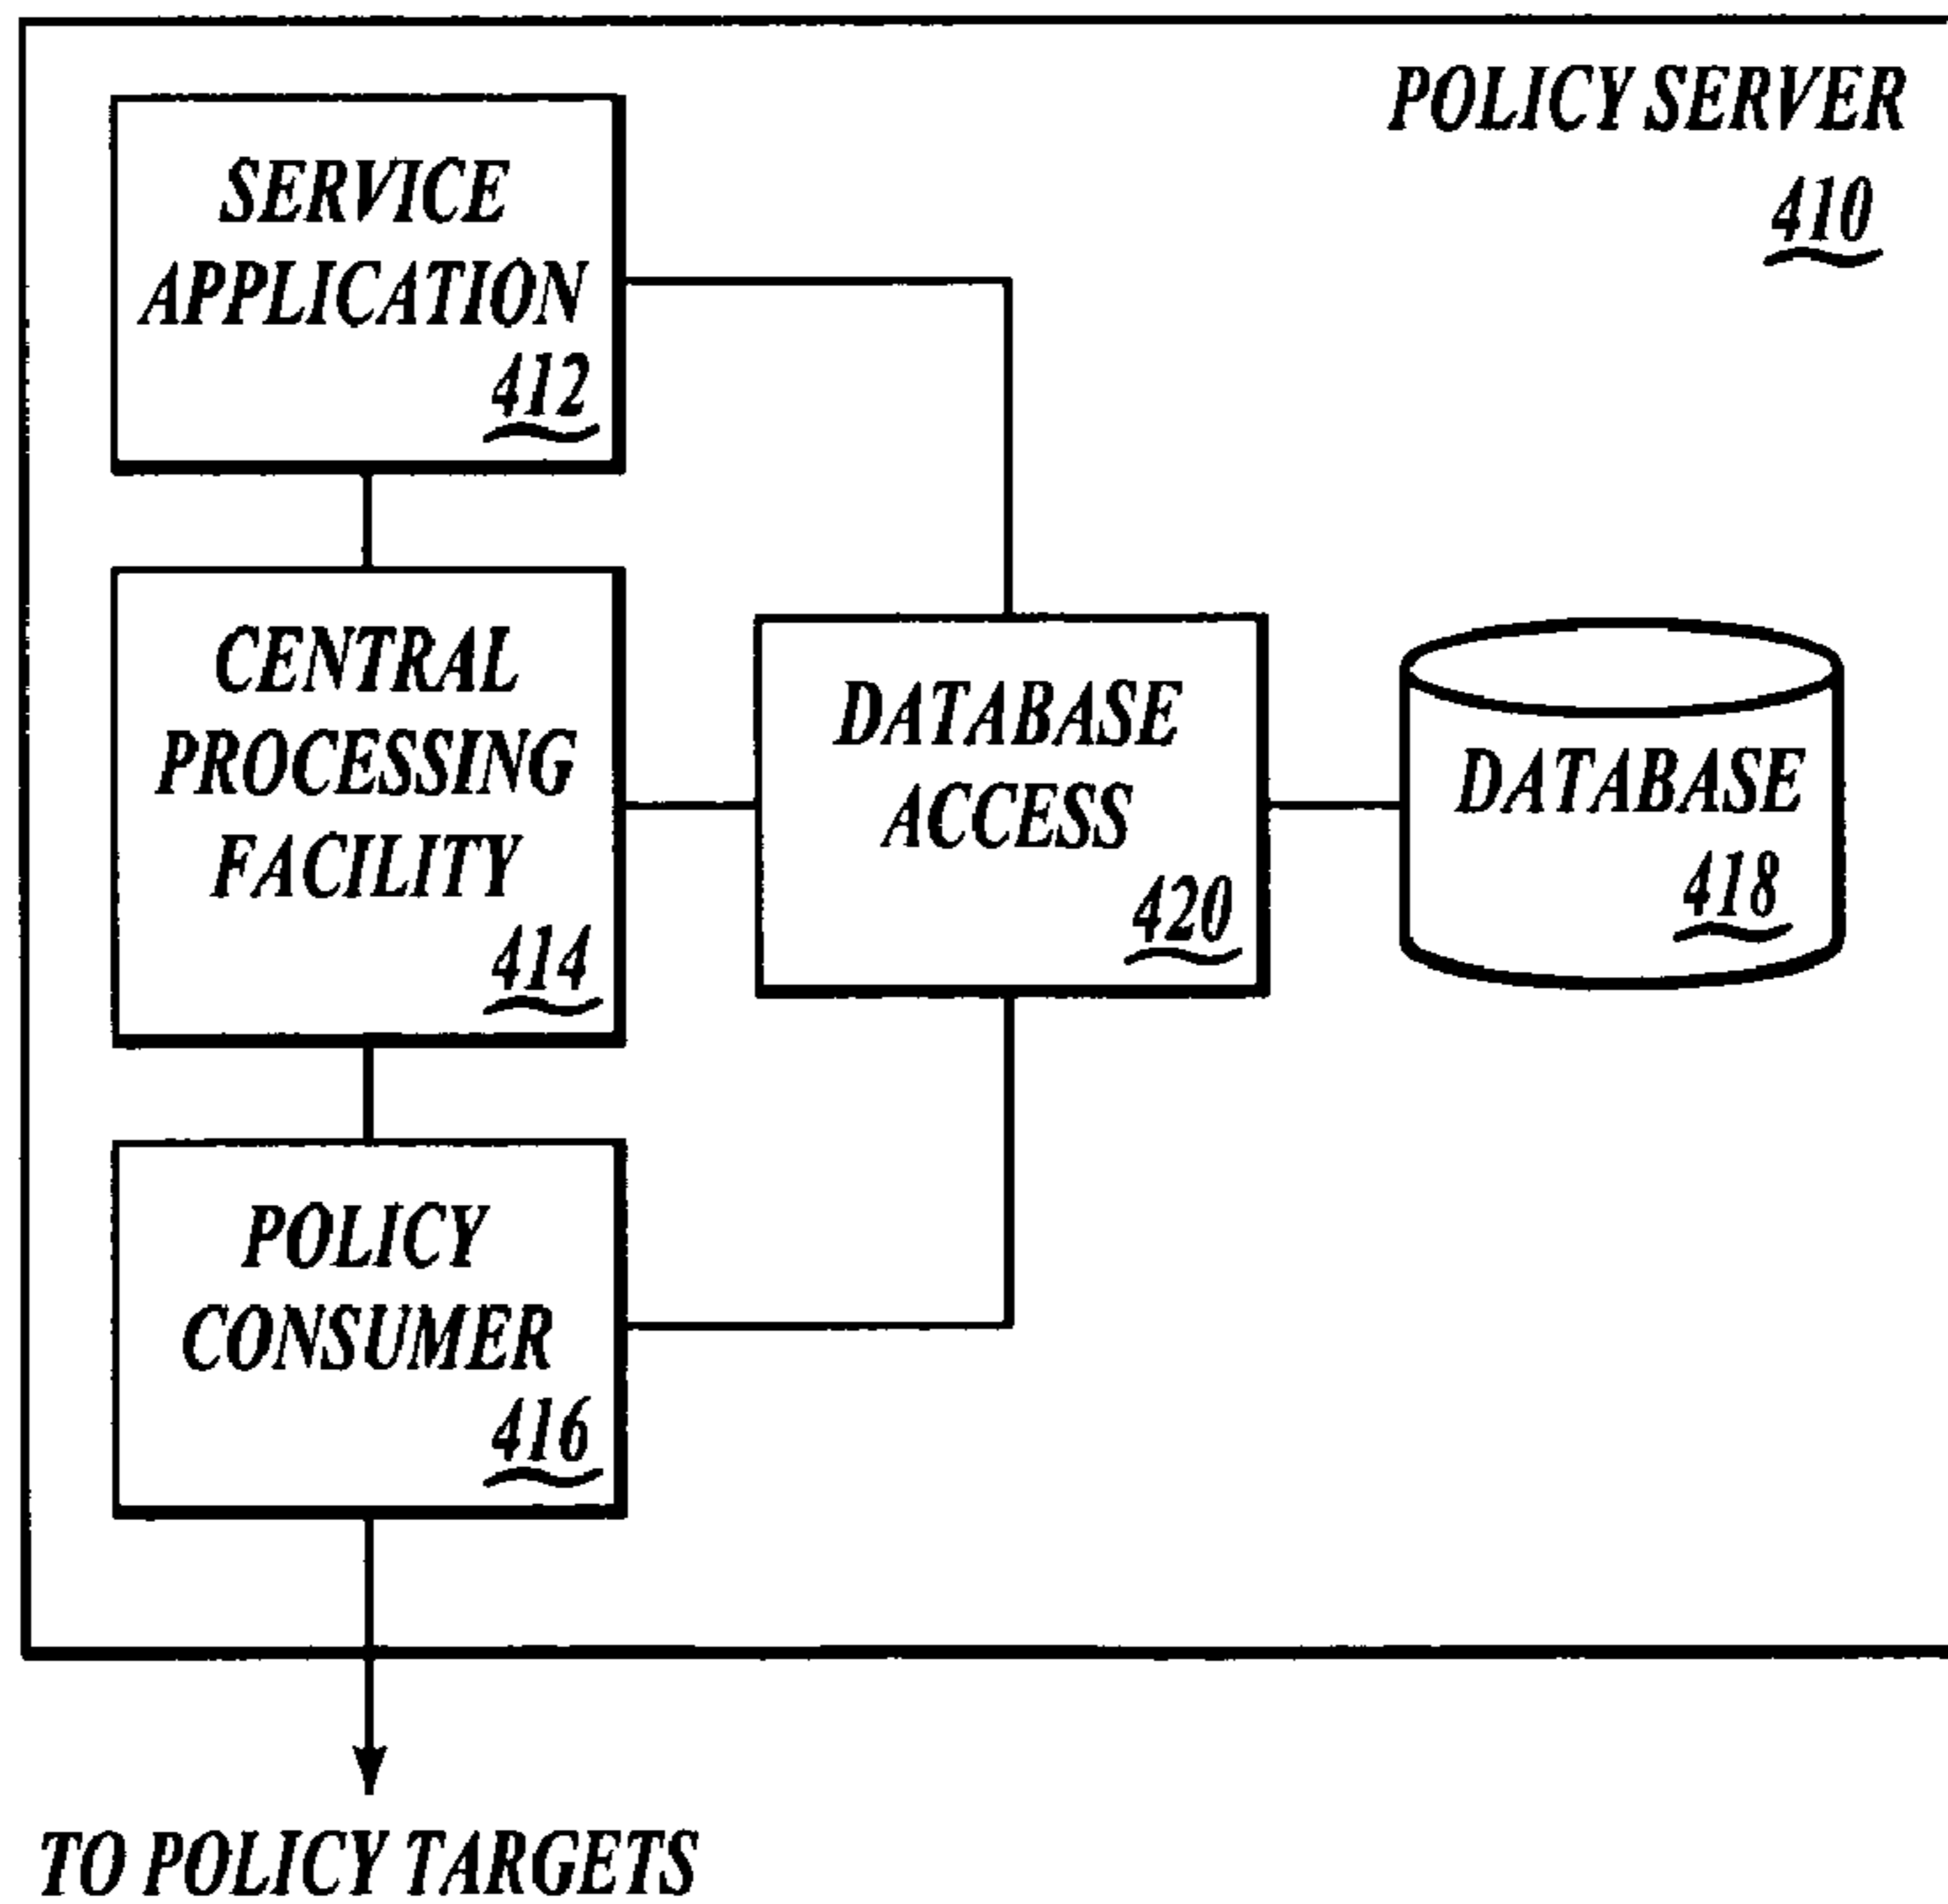 POLICY SERVER
410
SERVICE
APPLICATION
412
CENTRAL
PROCESSING
FACILITY
414
DATABASE
ACCESS
420
DATABASE
418
POLICY
CONSUMER
416
TO POLICY TARGETS